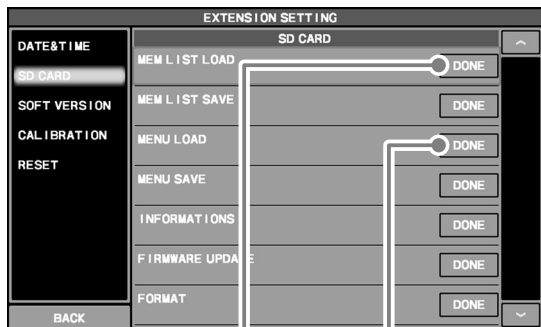 EXTENSION SETTING
DATE&TIME
SD CARD
SOFT VERSION
CALIBRATION
RESET
BACK
SD CARD
MEM LIST LOAD DONE
MEM LIST SAVE DONE
MENU LOAD DONE
MENU SAVE DONE
INFORMATIONS DONE
FIRMWARE UPDATE DONE
FORMAT DONE